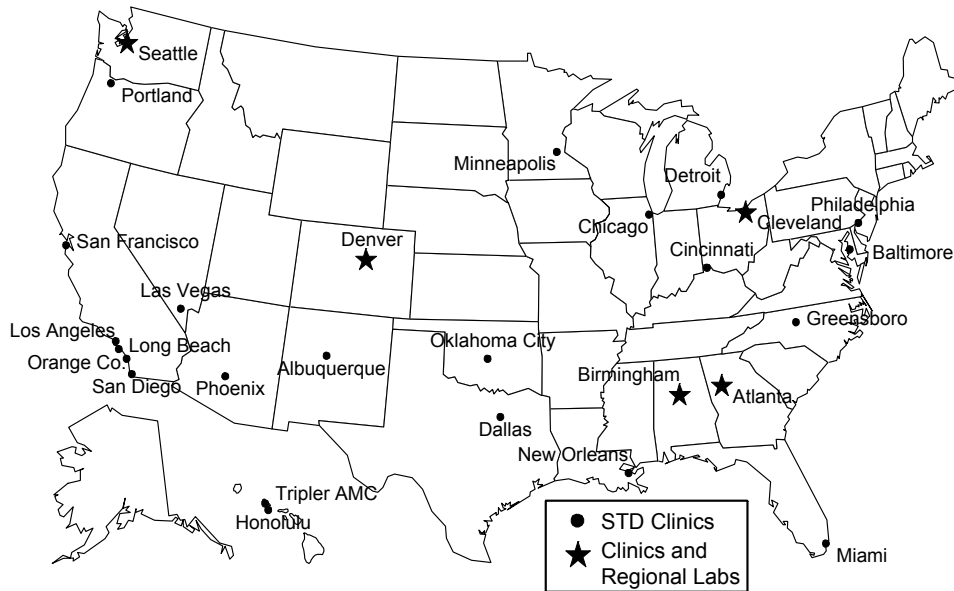 Seattle
Portland
Minneapolis
Detroit
Philadelphia
Chicago
Cleveland
San Francisco
Denver
Cincinnati
Baltimore
Las Vegas
Greensboro
Los Angeles
Long Beach
Oklahoma City
Orange Co.
Albuquerque
Birmingham
San Diego
Phoenix
Atlanta
Dallas
New Orleans
Tripler AMC
Honolulu
STD Clinics
Clinics and
Regional Labs
Miami